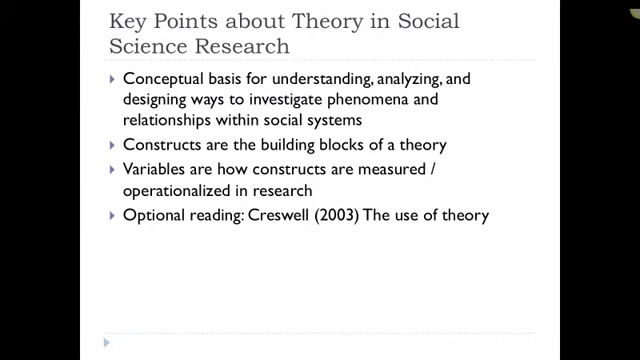 Key Points about Theory in Social
Science Research
Conceptual basis for understanding, analyzing, and
designing ways to investigate phenomena and
relationships within social systems
Constructs are the building blocks of a theory
Variables are how constructs are measured /
operationalized in research
Optional reading: Creswell (2003) The use of theory